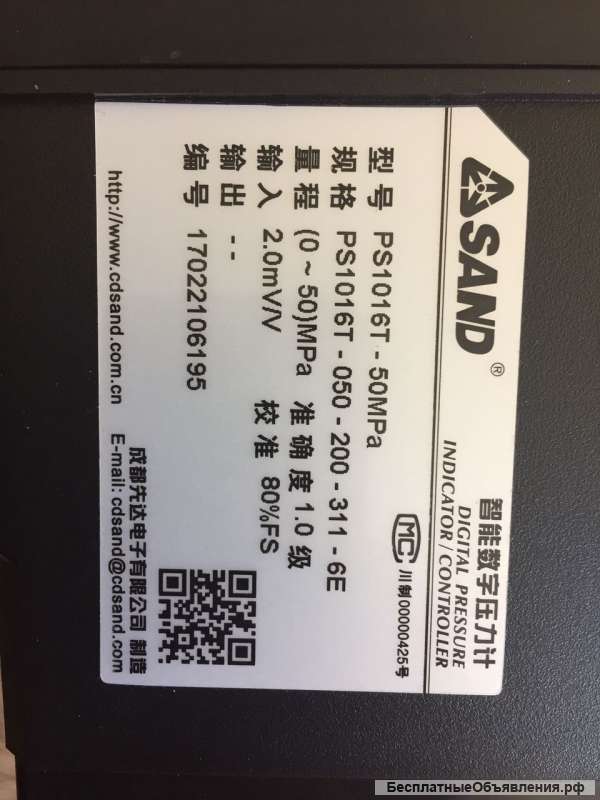 SAND®
智能数字压力计
DIGITAL PRESSURE
INDICATOR / CONTROLLER
MC 川制00000425号
型号 PS1016T - 50MPa
规格 PS1016T - 050 - 200 - 311 - 6E
量程 (0 ~ 50)MPa 准确度 1.0 级
输入 2.0mV/V 校准 80%FS
输出 - -
编号 17022106195
成都先达电子有限公司 制造
http://www.cdsand.com.cn E-mail: cdsand@cdsand.com
БесплатныеОбъявления.рф